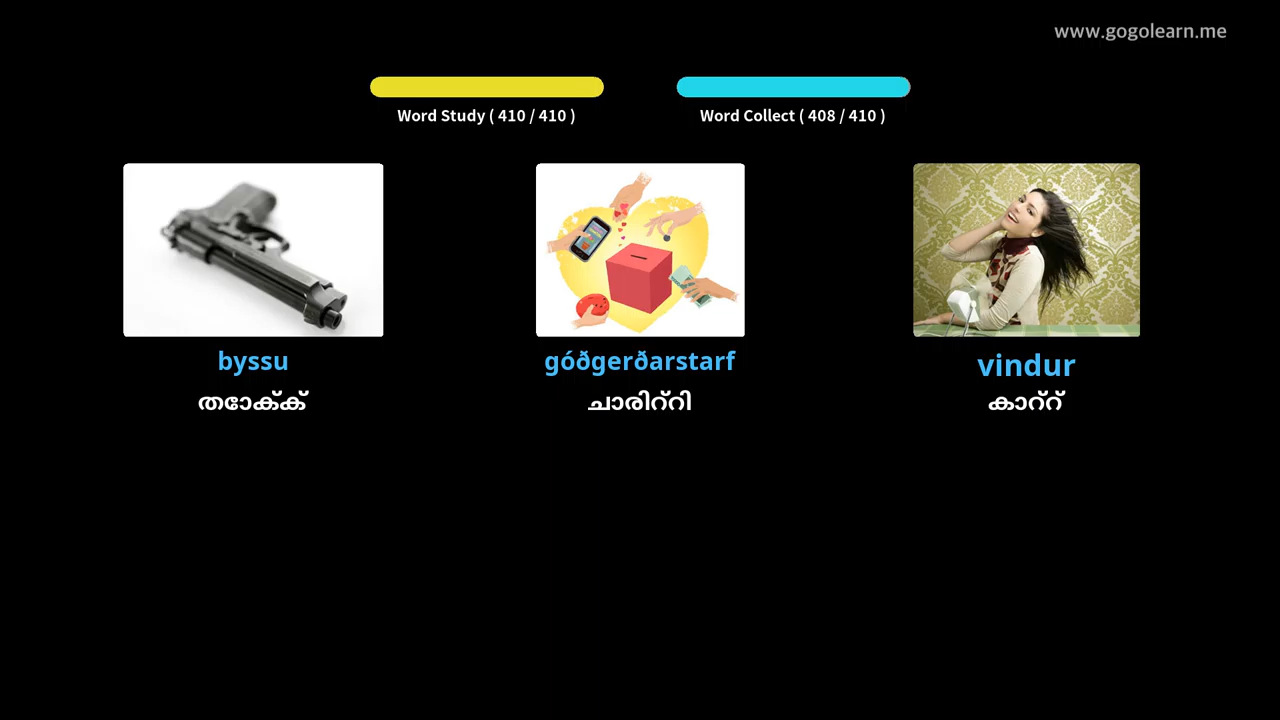 www.gogolearn.me
Word Study ( 410 / 410 )
Word Collect ( 408 / 410 )
byssu
góðgerðarstarf
vindur
തോക്ക്
ചാരിറ്റി
കാറ്റ്